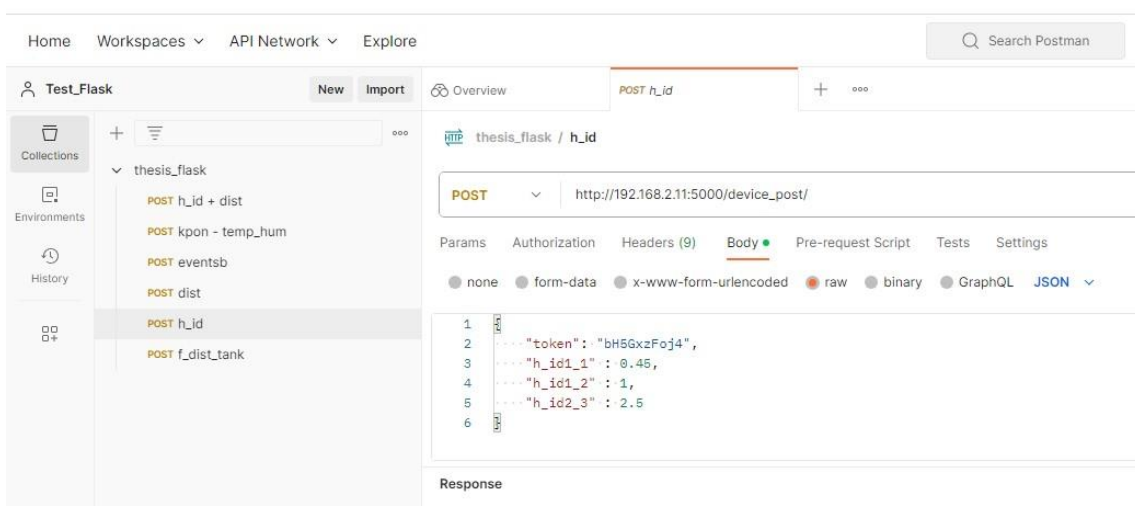 Home Workspaces API Network Explore Search Postman
Test_Flask New Import
Overview POST h_id
Collections
thesis_flask / h_id
thesis_flask
POST h_id + dist
POST http://192.168.2.11:5000/device_post/
Environments
POST kpon - temp_hum
Params Authorization Headers (9) Body Pre-request Script Tests Settings
POST eventsb
History
none form-data x-www-form-urlencoded raw binary GraphQL JSON
POST dist
POST h_id
POST f_dist_tank
1 {
2 "token": "bH5GxzFoj4",
3 "h_id1_1" : 0.45,
4 "h_id1_2" : 1,
5 "h_id2_3" : 2.5
6 }
Response